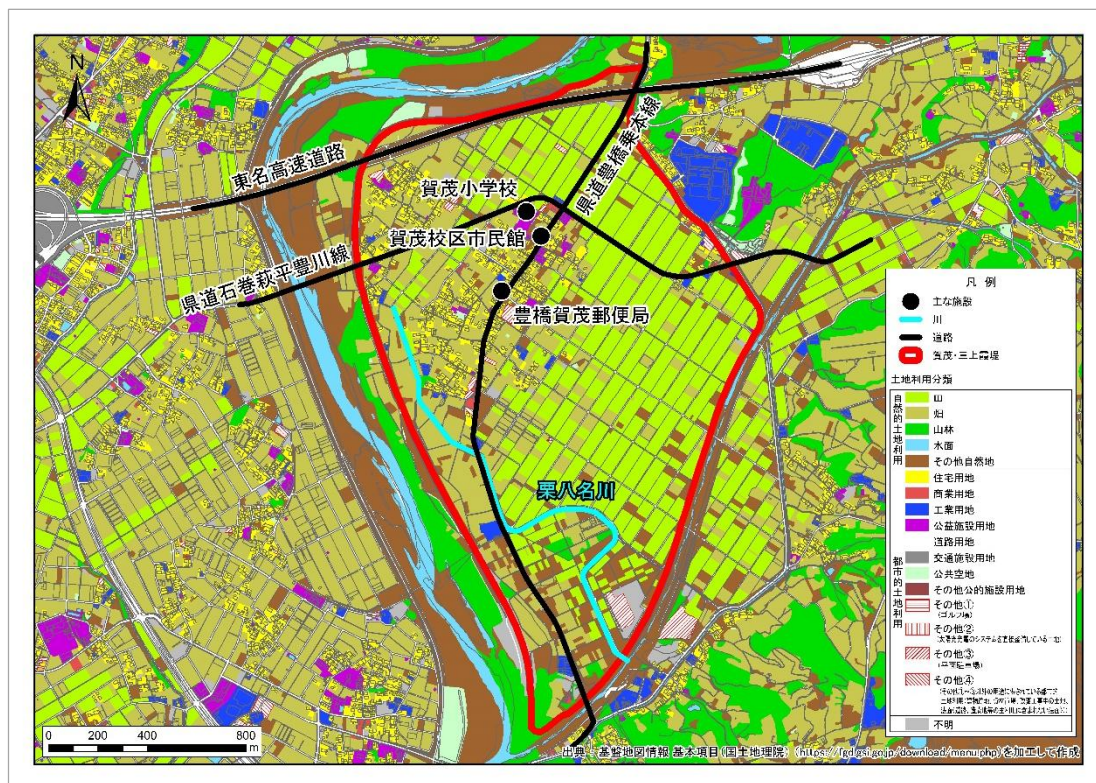 N
東名高速道路
県道豊橋乗本線
賀茂小学校
賀茂校区市民館
県道石巻萩平豊川線
豊橋賀茂郵便局
栗八名川
凡 例
主な施設
川
道路
賀茂・三上霞堤
土地利用分類
自然的土地利用
田
畑
山林
水面
その他自然地
都市的土地利用
住宅用地
商業用地
工業用地
公益施設用地
道路用地
交通施設用地
公共空地
その他公的施設用地
その他①
(ゴルフ場)
その他②
その他③
(平面駐車場)
その他④
不明
0 200 400 800
m
出典：基盤地図情報 基本項目(国土地理院) (https://fgd.gsi.go.jp/download/menu.php)を加工して作成